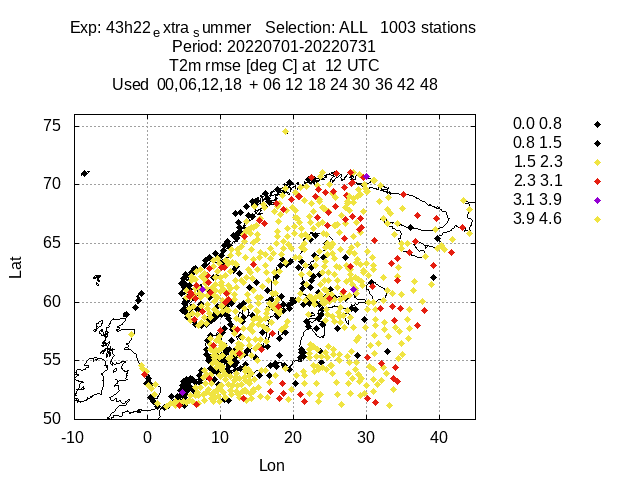 Exp: 43h22e xtra s ummer Selection: ALL 1003 stations
Period: 20220701-20220731
T2m rmse [deg C] at 12 UTC
Used 00,06,12,18 + 06 12 18 24 30 36 42 48
75
70
65
60
55
50
-10 0 10 20 30 40
Lat
Lon
0.0 0.8
0.8 1.5
1.5 2.3
2.3 3.1
3.1 3.9
3.9 4.6